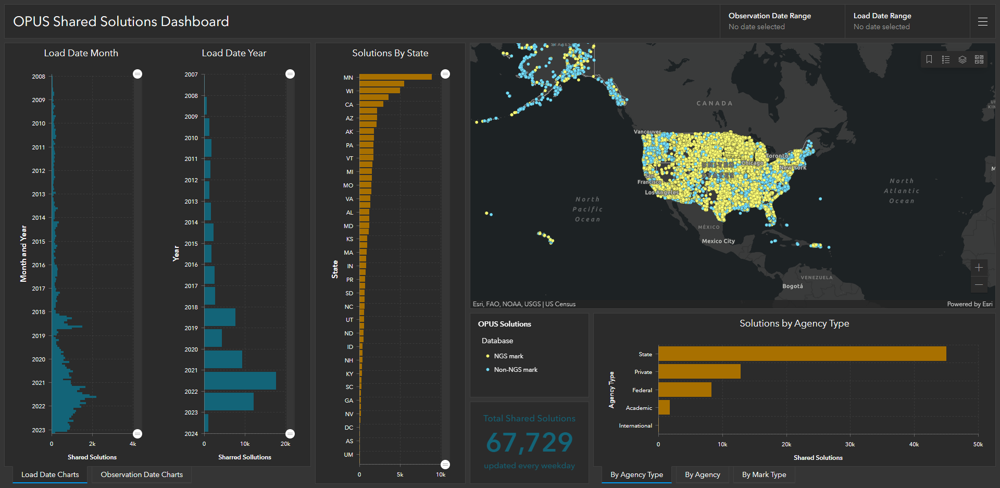 OPUS Shared Solutions Dashboard
Observation Date Range
No date selected
Load Date Range
No date selected
Load Date Month
2008
2009
2010
2011
2012
2013
2014
2015
2016
2017
2018
2019
2020
2021
2022
2023
0
2k
4k
Month and Year
Shared Solutions
Load Date Year
2007
2008
2009
2010
2011
2012
2013
2014
2015
2016
2017
2018
2019
2020
2021
2022
2023
2024
0
10k
20k
Year
Sharred Sollutions
Load Date Charts
Observation Date Charts
Solutions By State
MN
WI
CA
AZ
AK
PA
VT
MI
MO
VA
AL
MD
KS
MA
IN
PR
SD
NC
UT
ND
ID
NH
KY
SC
GA
NV
DC
AS
UM
0
5k
10k
State
STATES
CANADA
Vancouver
Toronto
Chicago
New York
UNITED
STATES
San
Francisco
Los Angeles
North
Pacific
Ocean
North
Atlantic
Ocean
MÉXICO
Mexico City
VENEZUELA
Bogotá
Esri, FAO, NOAA, USGS | US Census
Powered by Esri
OPUS Solutions
Database
NGS mark
Non-NGS mark
Total Shared Solutions
67,729
updated every weekday
Solutions by Agency Type
State
Private
Federal
Academic
International
0
10k
20k
30k
40k
50k
Agency Type
Shared Solutions
By Agency Type
By Agency
By Mark Type